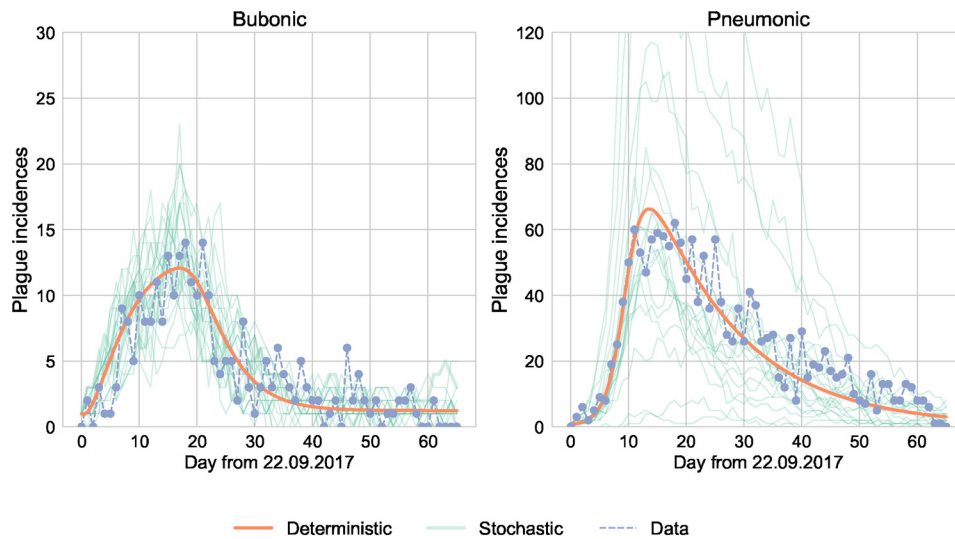 Bubonic
30
25
20
15
10
5
0
Plague incidences
0 10 20 30 40 50 60
Day from 22.09.2017
Pneumonic
120
100
80
60
40
20
0
Plague incidences
0 10 20 30 40 50 60
Day from 22.09.2017
Deterministic Stochastic Data